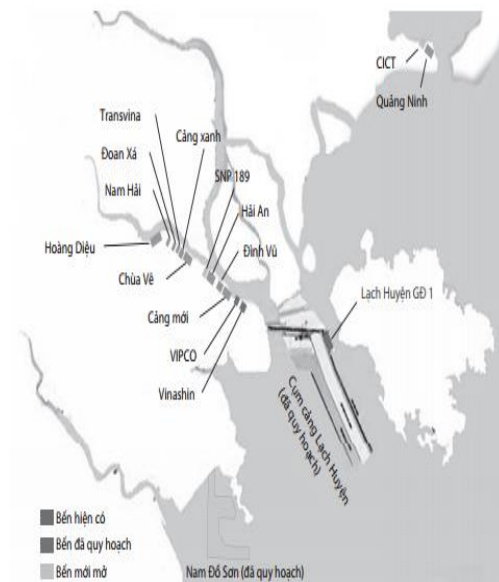 CICT
Quảng Ninh
Transvina
Cảng xanh
Đoạn Xá
SNP 189
Nam Hải
Hải An
Hoàng Diệu
Đình Vũ
Chùa Vẽ
Lạch Huyện GĐ 1
Cảng mới
VIPCO
Vinashin
Cụm cảng Lạch Huyện
(đã quy hoạch)
Bến hiện có
Bến đã quy hoạch
Bến mới mở
Nam Đồ Sơn (đã quy hoạch)